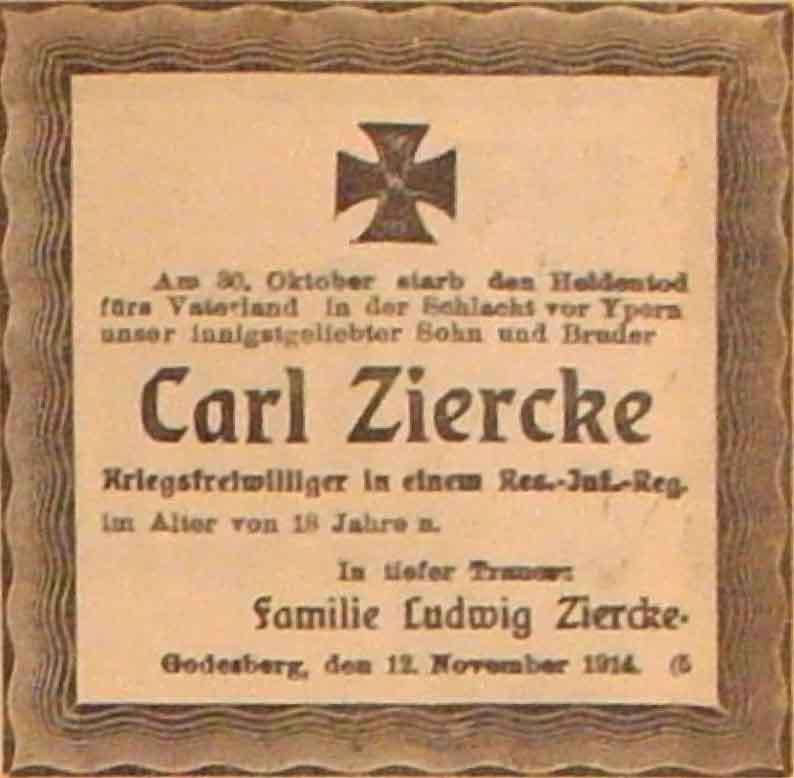 Am 30. Oktober starb den Heldentod
fürs Vaterland in der Schlacht vor Ypern
unser innigstgeliebter Sohn und Bruder
Carl Ziercke
Kriegsfreiwilliger in einem Res.-Inf.-Reg.
im Alter von 18 Jahren.
In tiefer Trauer:
Familie Ludwig Ziercke.
Godesberg, den 12. November 1914. (5